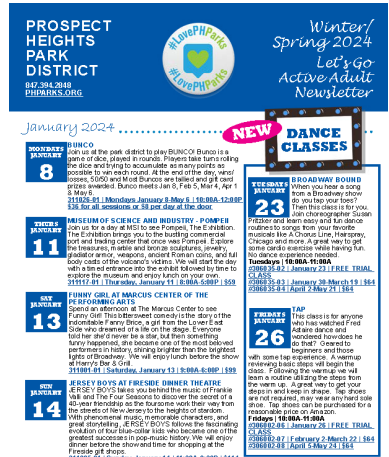 PROSPECT
HEIGHTS
PARK
DISTRICT
847.394.2848
PHPARKS.ORG
#LovePHParks
#LovePHParks
Winter/
Spring 2024
Let's Go
Active Adult
Newsletter
January 2024
NEW
DANCE
CLASSES
MONDAYS
JANUARY
8
BUNCO
Join us at the park district to play BUNCO! Bunco is a
game of dice, played in rounds. Players take turns rolling
the dice and trying to accumulate as many points as
possible to win each round. At the end of the day, wins/
losses, 50/50 and Most Buncos are tallied and gift card
prizes awarded. Bunco meets Jan 8, Feb 5, Mar 4, Apr 1
& May 6.
311026-01 | Mondays January 8-May 6 | 10:00A-12:00P
$36 for all sessions or $8 per day at the door.
THURS
JANUARY
11
MUSEUM OF SCIENCE AND INDUSTRY - POMPEII
Join us for a day at MSI to see Pompeii, The Exhibition.
The Exhibition brings you to the bustling commercial
port and trading center that once was Pompeii. Explore
the treasures, marble and bronze sculptures, jewelry,
gladiator armor, weapons, ancient Roman coins, and full
body casts of the volcano's victims. We will start the day
with a timed entrance into the exhibit followed by time to
explore the museum and enjoy lunch on your own.
311117-01 | Thursday, January 11 | 8:00A-5:00P | $59
SAT
JANUARY
13
FUNNY GIRL AT MARCUS CENTER OF THE
PERFORMING ARTS
Spend an afternoon at The Marcus Center to see
Funny Girl! This bittersweet comedy is the story of the
indomitable Fanny Brice, a girl from the Lower East
Side who dreamed of a life on the stage. Everyone
told her she'd never be a star, but then something
funny happened, she became one of the most beloved
performers in history, shining brighter than the brightest
lights of Broadway. We will enjoy lunch before the show
at Harry's Bar & Grill.
311001-01 | Saturday, January 13 | 9:00A-6:00P | $99
SUN
JANUARY
14
JERSEY BOYS AT FIRESIDE DINNER THEATRE
JERSEY BOYS takes you behind the music of Frankie
Valli and The Four Seasons to discover the secret of a
40-year friendship as the foursome work their way from
the streets of New Jersey to the heights of stardom.
With phenomenal music, memorable characters, and
great storytelling, JERSEY BOYS follows the fascinating
evolution of four blue-collar kids who became one of the
greatest successes in pop-music history. We will enjoy
dinner before the show and time for shopping at the
Fireside gift shops.
TUESDAYS
JANUARY
23
BROADWAY BOUND
When you hear a song
from a Broadway show
do you tap your toes?
Then this class is for you.
Join choreographer Susan
Pritzker and learn easy and fun dance
routines to songs from your favorite
musicals like A Chorus Line, Hairspray,
Chicago and more. A great way to get
some cardio exercise while having fun.
No dance experience needed.
Tuesdays | 10:00A-11:00A
#306035-02 | January 23 | FREE TRIAL
CLASS
#306035-03 | January 30-March 19 | $64
#306035-04 | April 2-May 21 | $64
FRIDAYS
JANUARY
26
TAP
This class is for anyone
who has watched Fred
Astaire dance and
wondered how does he
do that? Geared to
beginners and those
with some tap experience. A warmup
reviewing basic steps will begin the
class. Following the warmup we will
learn a routine utilizing the steps from
the warm up. A great way to get your
steps in and keep in shape. Tap shoes
are not required, may wear any hard sole
shoe. Tap shoes can be purchased for a
reasonable price on Amazon.
Fridays | 10:00A-11:00A
#306002-06 | January 26 | FREE TRIAL
CLASS
#306002-07 | February 2-March 22 | $64
#306002-08 | April 5-May 24 | $64